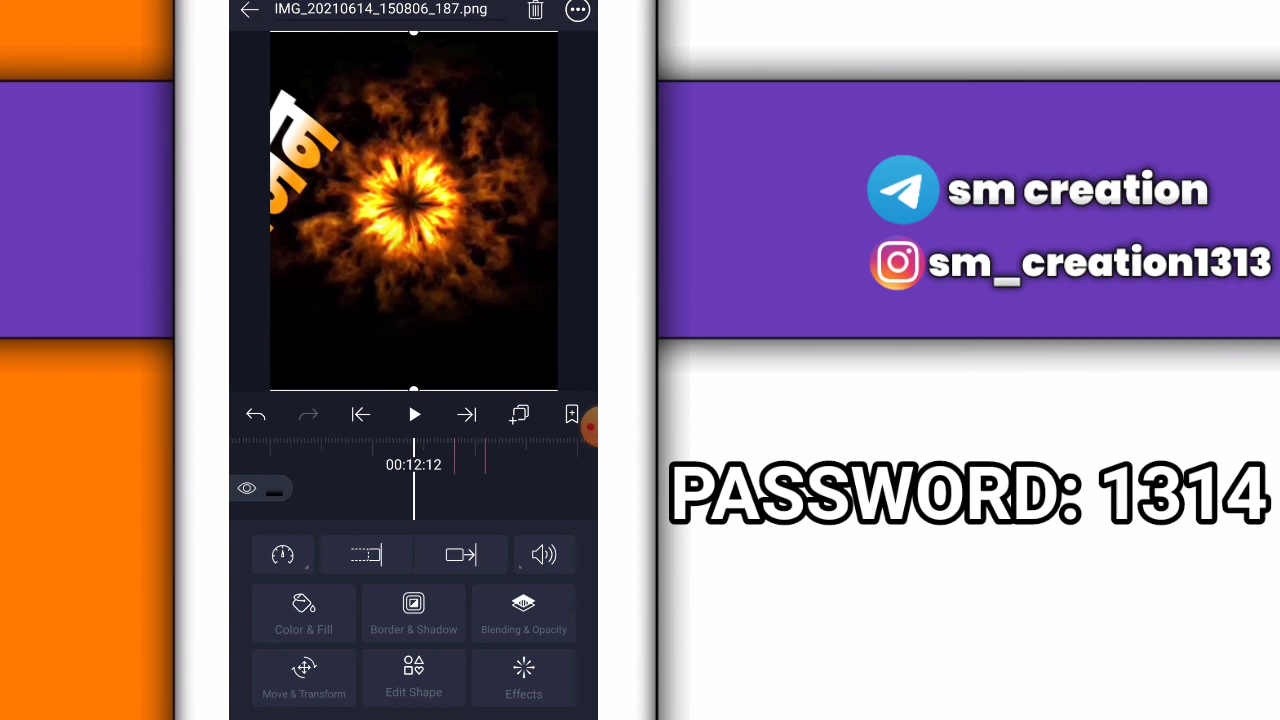 IMG_20210614_150806_187.png
00:12:12
Color & Fill
Border & Shadow
Blending & Opacity
Move & Transform
Edit Shape
Effects
sm creation
sm_creation1313
PASSWORD: 1314